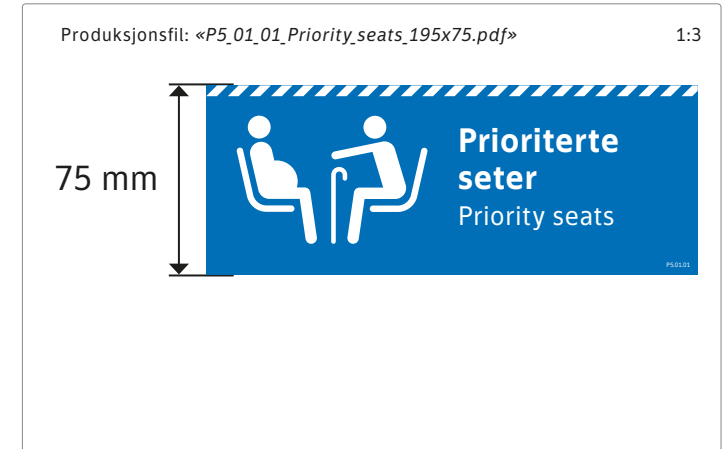 Produksjonsfil: «P5_01_01_Priority_seats_195x75.pdf»
1:3
75 mm
Prioriterte
seter
Priority seats
P5.01.01